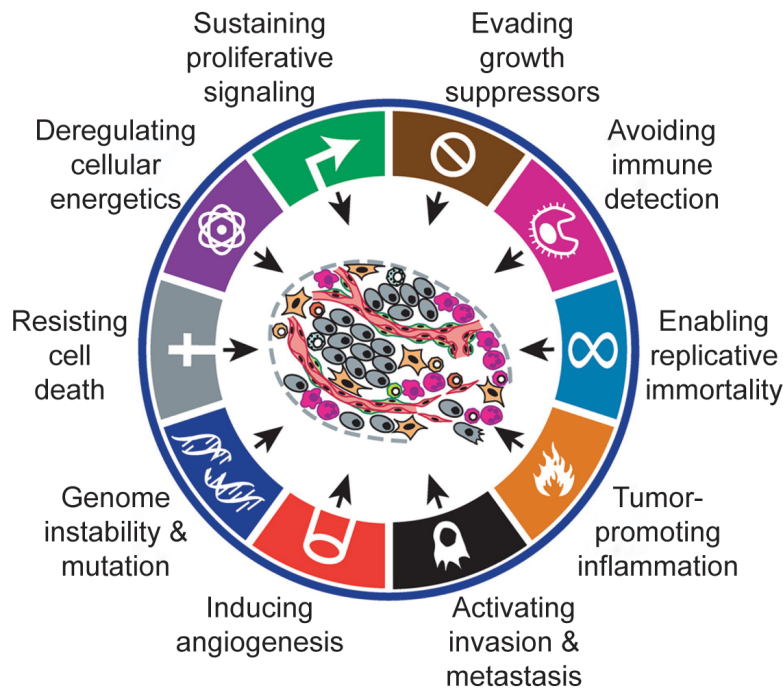 Sustaining
proliferative
signaling
Evading
growth
suppressors
Avoiding
immune
detection
Enabling
replicative
immortality
Tumor-
promoting
inflammation
Activating
invasion &
metastasis
Inducing
angiogenesis
Genome
instability &
mutation
Resisting
cell
death
Deregulating
cellular
energetics